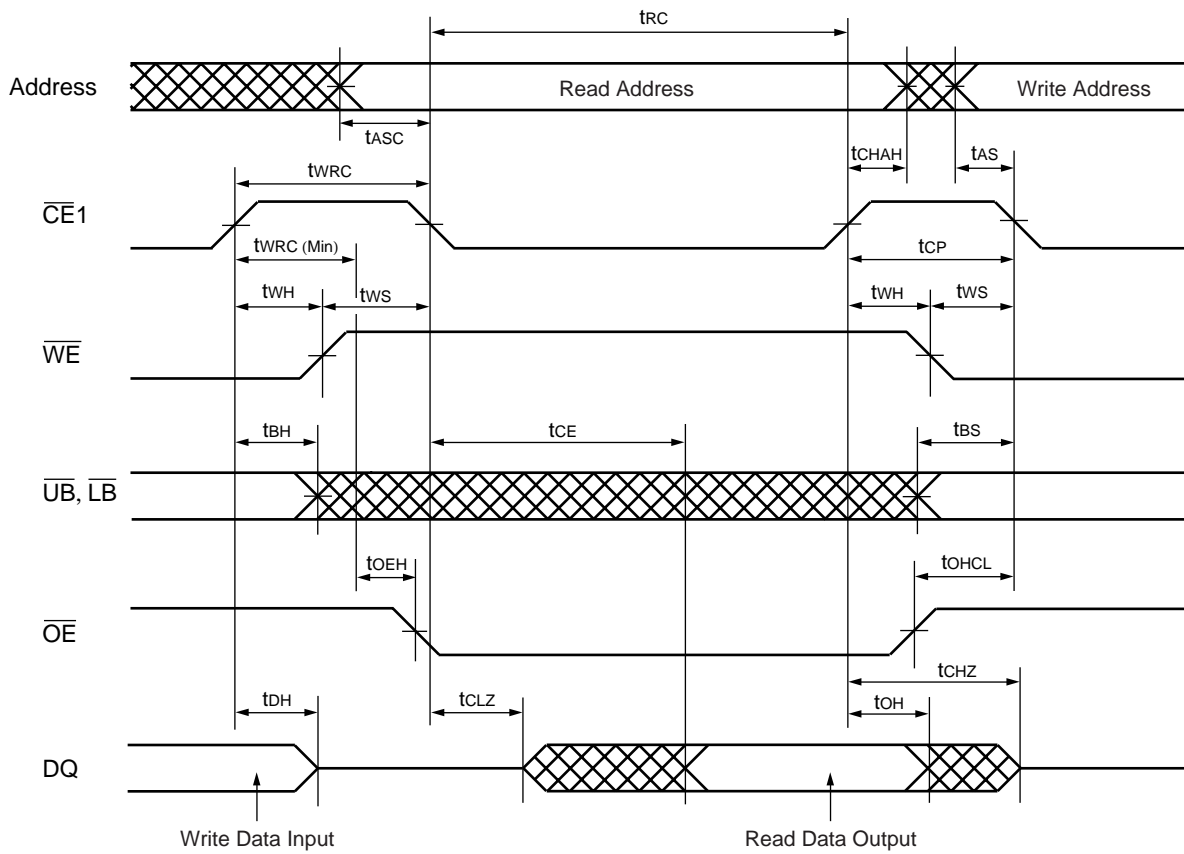 tRC
Address
Read Address
Write Address
tASC
tCHAH
tAS
tWRC
CE1
tWRC (Min)
tCP
tWH
tWS
tWH
tWS
WE
tBH
tCE
tBS
UB, LB
tOEH
tOHCL
OE
tCHZ
tDH
tCLZ
tOH
DQ
Write Data Input
Read Data Output